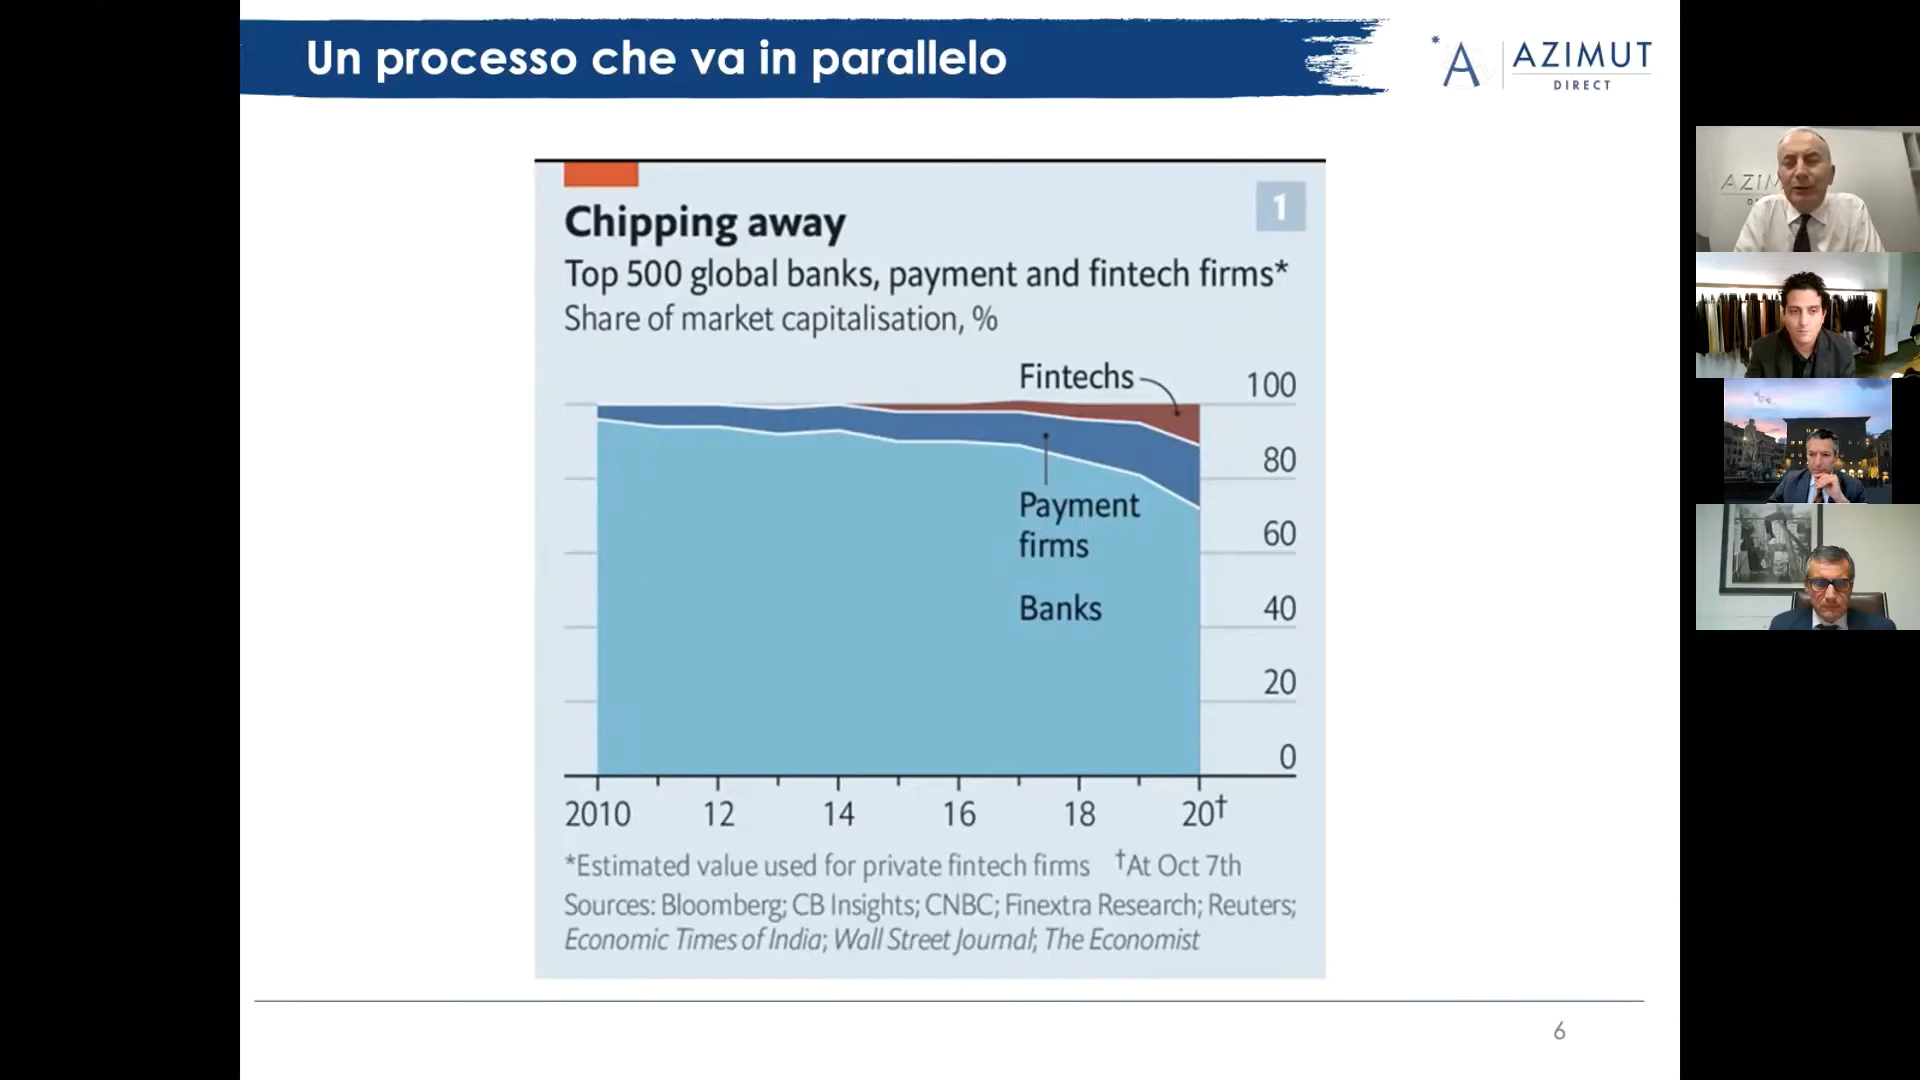 Un processo che va in parallelo
AZIMUT
DIRECT
1
Chipping away
Top 500 global banks, payment and fintech firms*
Share of market capitalisation, %
Fintechs
100
80
Payment
firms
60
Banks
40
20
0
2010 12 14 16 18 20†
*Estimated value used for private fintech firms †At Oct 7th
Sources: Bloomberg; CB Insights; CNBC; Finextra Research; Reuters;
Economic Times of India; Wall Street Journal; The Economist
6
AZIM